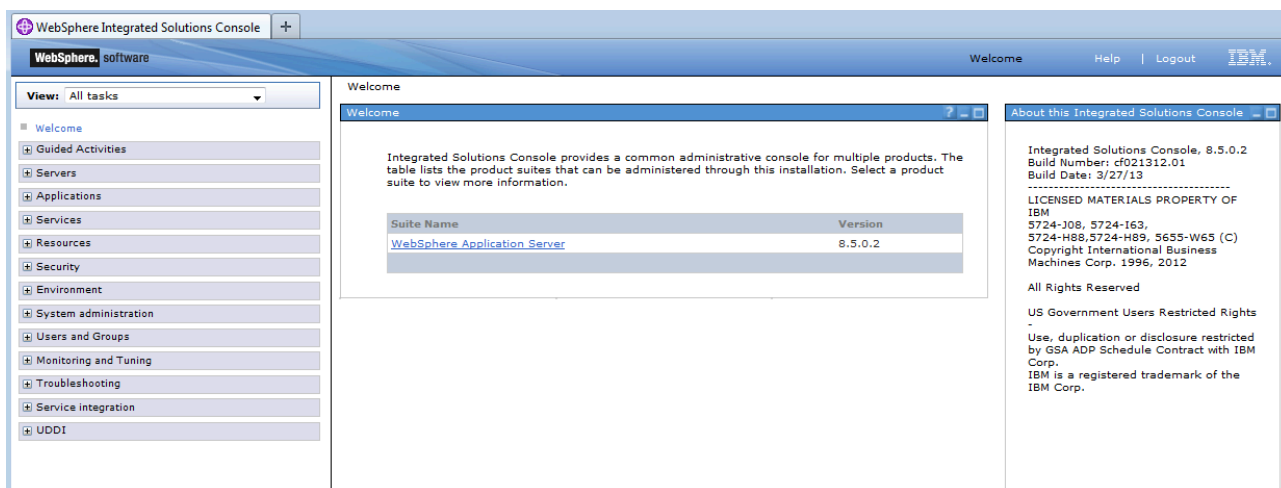 WebSphere Integrated Solutions Console
WebSphere. software
Welcome
Help | Logout
IBM.
View: All tasks
Welcome
Guided Activities
Servers
Applications
Services
Resources
Security
Environment
System administration
Users and Groups
Monitoring and Tuning
Troubleshooting
Service integration
UDDI
Welcome
Welcome
Integrated Solutions Console provides a common administrative console for multiple products. The
table lists the product suites that can be administered through this installation. Select a product
suite to view more information.
Suite Name Version
WebSphere Application Server 8.5.0.2
About this Integrated Solutions Console
Integrated Solutions Console, 8.5.0.2
Build Number: cf021312.01
Build Date: 3/27/13
----------------------------------------
LICENSED MATERIALS PROPERTY OF
IBM
5724-J08, 5724-I63,
5724-H88,5724-H89, 5655-W65 (C)
Copyright International Business
Machines Corp. 1996, 2012
All Rights Reserved
US Government Users Restricted Rights
-
Use, duplication or disclosure restricted
by GSA ADP Schedule Contract with IBM
Corp.
IBM is a registered trademark of the
IBM Corp.